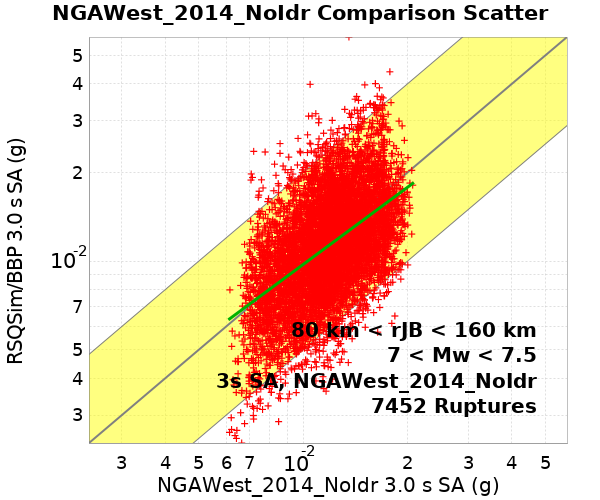 NGAWest_2014_NoIdr Comparison Scatter
RSQSim/BBP 3.0 s SA (g)
5
4
3
2
10-2
7
5
4
3
80 km < rJB < 160 km
7 < Mw < 7.5
3s SA, NGAWest_2014_NoIdr
7452 Ruptures
3 4 5 6 7 10-2 2 3 4 5
NGAWest_2014_NoIdr 3.0 s SA (g)